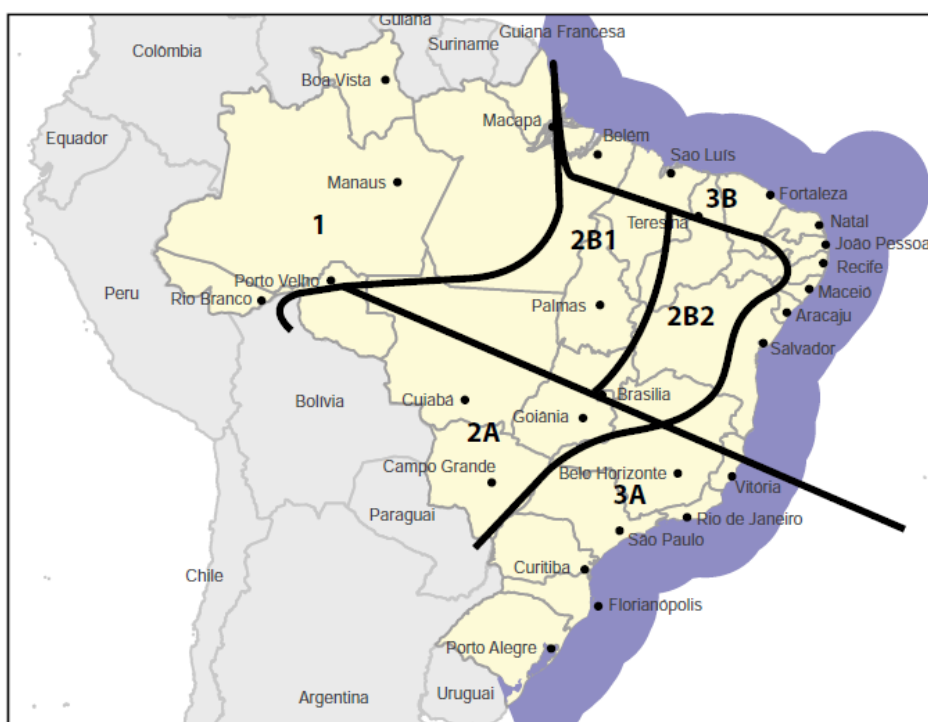 Guiana
Guiana Francesa
Suriname
Colômbia
Boa Vista
Macapá
Equador
Belém
Sao Luís
Manaus
3B
Fortaleza
1
Teresina
Natal
2B1
João Pessoa
Recife
Porto Velho
Peru
Rio Branco
Palmas
Maceió
2B2
Aracaju
Salvador
Bolívia
Cuiabá
Brasilia
Goiânia
2A
Campo Grande
Belo Horizonte
3A
Vitória
Paraguai
Rio de Janeiro
São Paulo
Chile
Curitiba
Florianópolis
Porto Alegre
Argentina
Uruguai